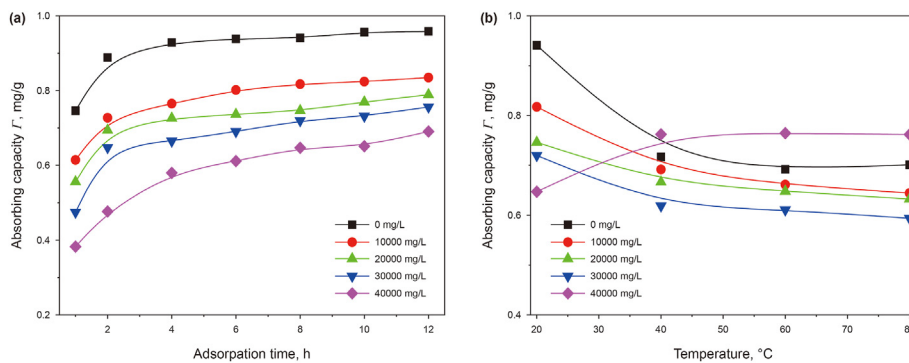 (a)
1.0
0.8
0.6
0.4
0.2
Absorbing capacity Γ, mg/g
2
4
6
8
10
12
Adsorpation time, h
0 mg/L
10000 mg/L
20000 mg/L
30000 mg/L
40000 mg/L
(b)
1.0
0.8
0.6
0.4
Absorbing capacity Γ, mg/g
20
30
40
50
60
70
80
Temperature, °C
0 mg/L
10000 mg/L
20000 mg/L
30000 mg/L
40000 mg/L